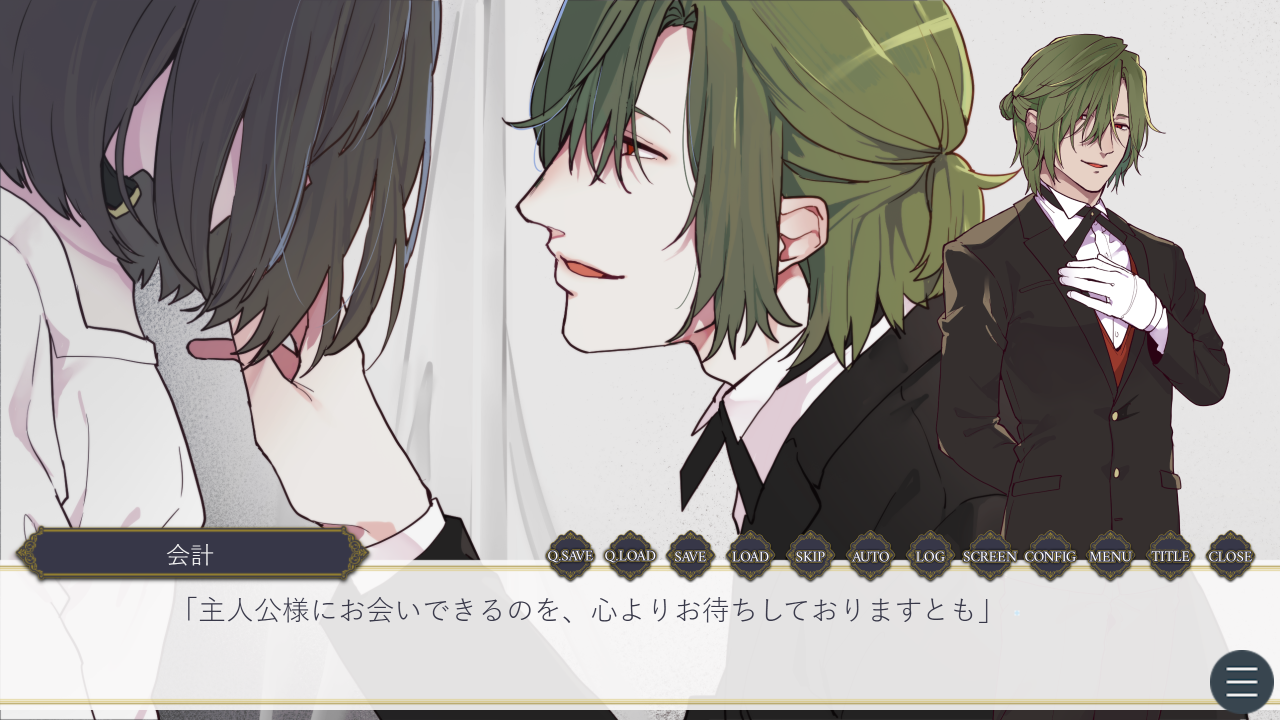 会計
Q.SAVE
Q.LOAD
SAVE
LOAD
SKIP
AUTO
LOG
SCREEN
CONFIG
MENU
TITLE
CLOSE
「主人公様にお会いできるのを、心よりお待ちしておりますとも」